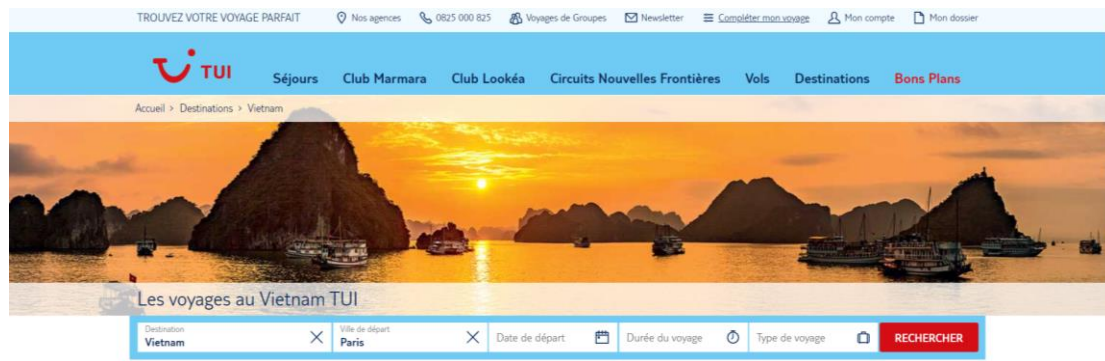 TROUVEZ VOTRE VOYAGE PARFAIT Nos agences 0825 000 825 Voyages de Groupes Newsletter Compléter mon voyage Mon compte Mon dossier
TUI Séjours Club Marmara Club Lookéa Circuits Nouvelles Frontières Vols Destinations Bons Plans
Accueil > Destinations > Vietnam
Les voyages au Vietnam TUI
Destination Ville de départ
Vietnam Paris Date de départ Durée du voyage Type de voyage RECHERCHER